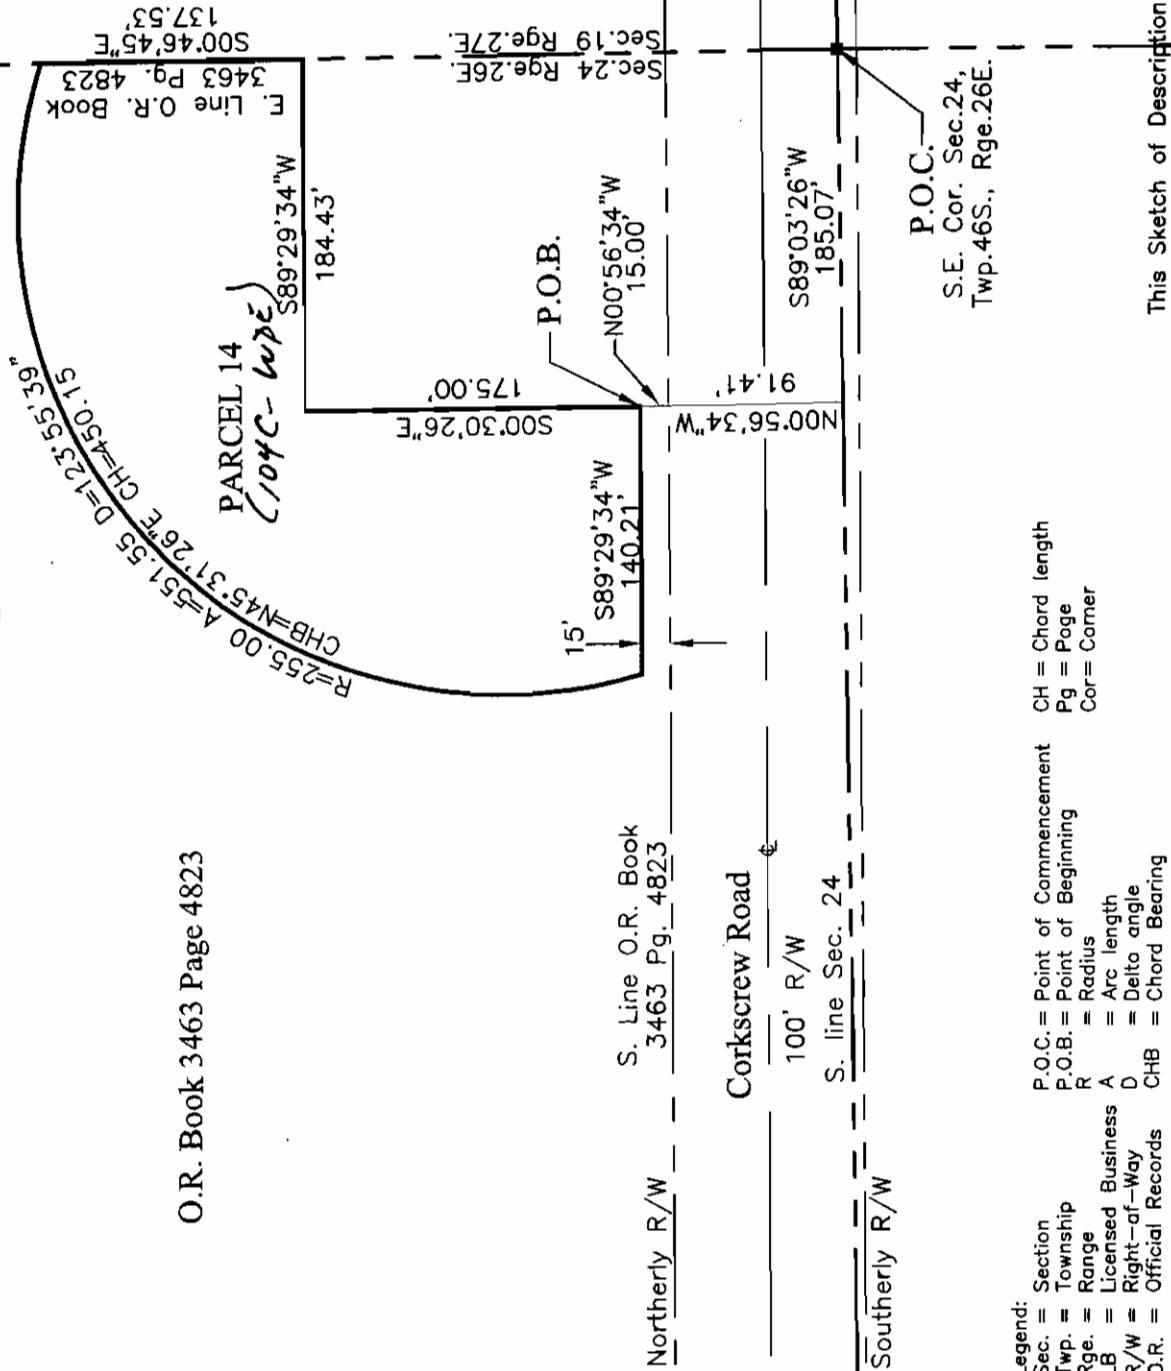 S00°46'45"E
137.53'
E. Line O.R. Book
3463 Pg. 4823
Sec.24 Rge.26E.
Sec.19 Rge.27E.
R=255.00 A=551.55 D=123°55'39"
CHB=N45°31'26"E CH=450.15
PARCEL 14
(104C-WDE)
S89°29'34"W
184.43'
O.R. Book 3463 Page 4823
S00°30'26"E
175.00'
P.O.B.
N00°56'34"W
15.00'
S89°29'34"W
140.21'
15'
N00°56'34"W
91.41'
S89°03'26"W
185.07'
P.O.C.
S.E. Cor. Sec.24,
Twp.46S., Rge.26E.
S. Line O.R. Book
3463 Pg. 4823
Northerly R/W
Corkscrew Road
100' R/W
S. line Sec. 24
Southerly R/W
Legend:
Sec. = Section
Twp. = Township
Rge. = Range
LB = Licensed Business
R/W = Right-of-Way
O.R. = Official Records
P.O.C. = Point of Commencement
P.O.B. = Point of Beginning
R = Radius
A = Arc length
D = Delta angle
CHB = Chord Bearing
CH = Chord length
Pg = Page
Cor= Corner
This Sketch of Description